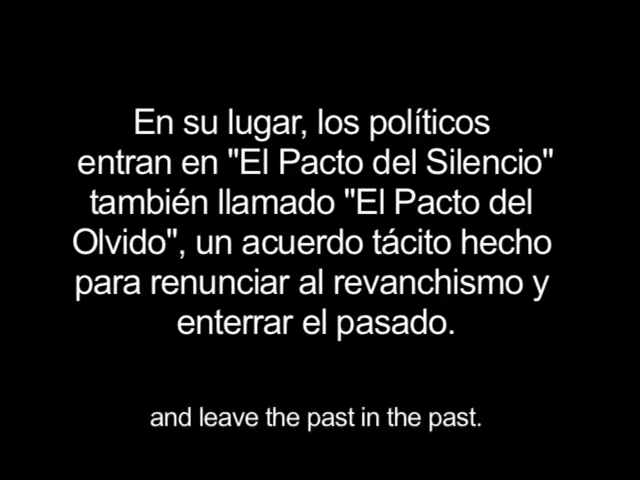 En su lugar, los políticos
entran en "El Pacto del Silencio"
también llamado "El Pacto del
Olvido", un acuerdo tácito hecho
para renunciar al revanchismo y
enterrar el pasado.
and leave the past in the past.